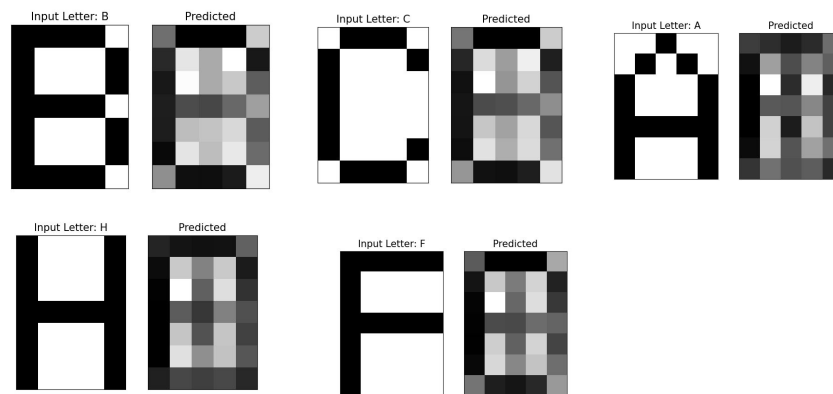 Input Letter: B
Predicted
Input Letter: C
Predicted
Input Letter: A
Predicted
Input Letter: H
Predicted
Input Letter: F
Predicted